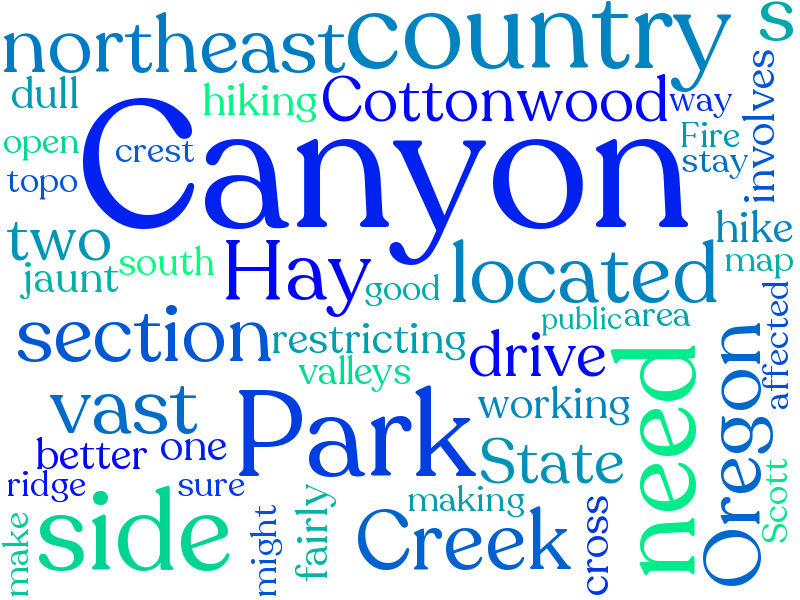 northeast country s
dull hiking Cottonwood way
open crest Canyon Fire
topo stay involves
two hike
jaunt south Hay good located map
section restricting public area
valleys drive affected
vast Park working need Oregon
better one State
ridge sure making Scott
make side might fairly Creek cross